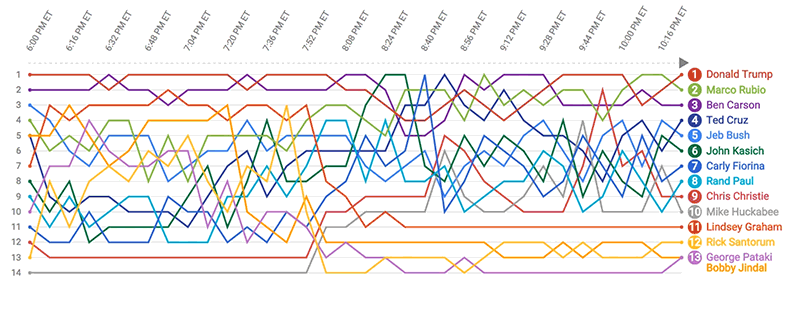 6:00 PM ET
6:16 PM ET
6:32 PM ET
6:48 PM ET
7:04 PM ET
7:20 PM ET
7:36 PM ET
7:52 PM ET
8:08 PM ET
8:24 PM ET
8:40 PM ET
8:56 PM ET
9:12 PM ET
9:28 PM ET
9:44 PM ET
10:00 PM ET
10:16 PM ET
1
2
3
4
5
6
7
8
9
10
11
12
13
14
1 Donald Trump
2 Marco Rubio
3 Ben Carson
4 Ted Cruz
5 Jeb Bush
6 John Kasich
7 Carly Fiorina
8 Rand Paul
9 Chris Christie
10 Mike Huckabee
11 Lindsey Graham
12 Rick Santorum
13 George Pataki
Bobby Jindal